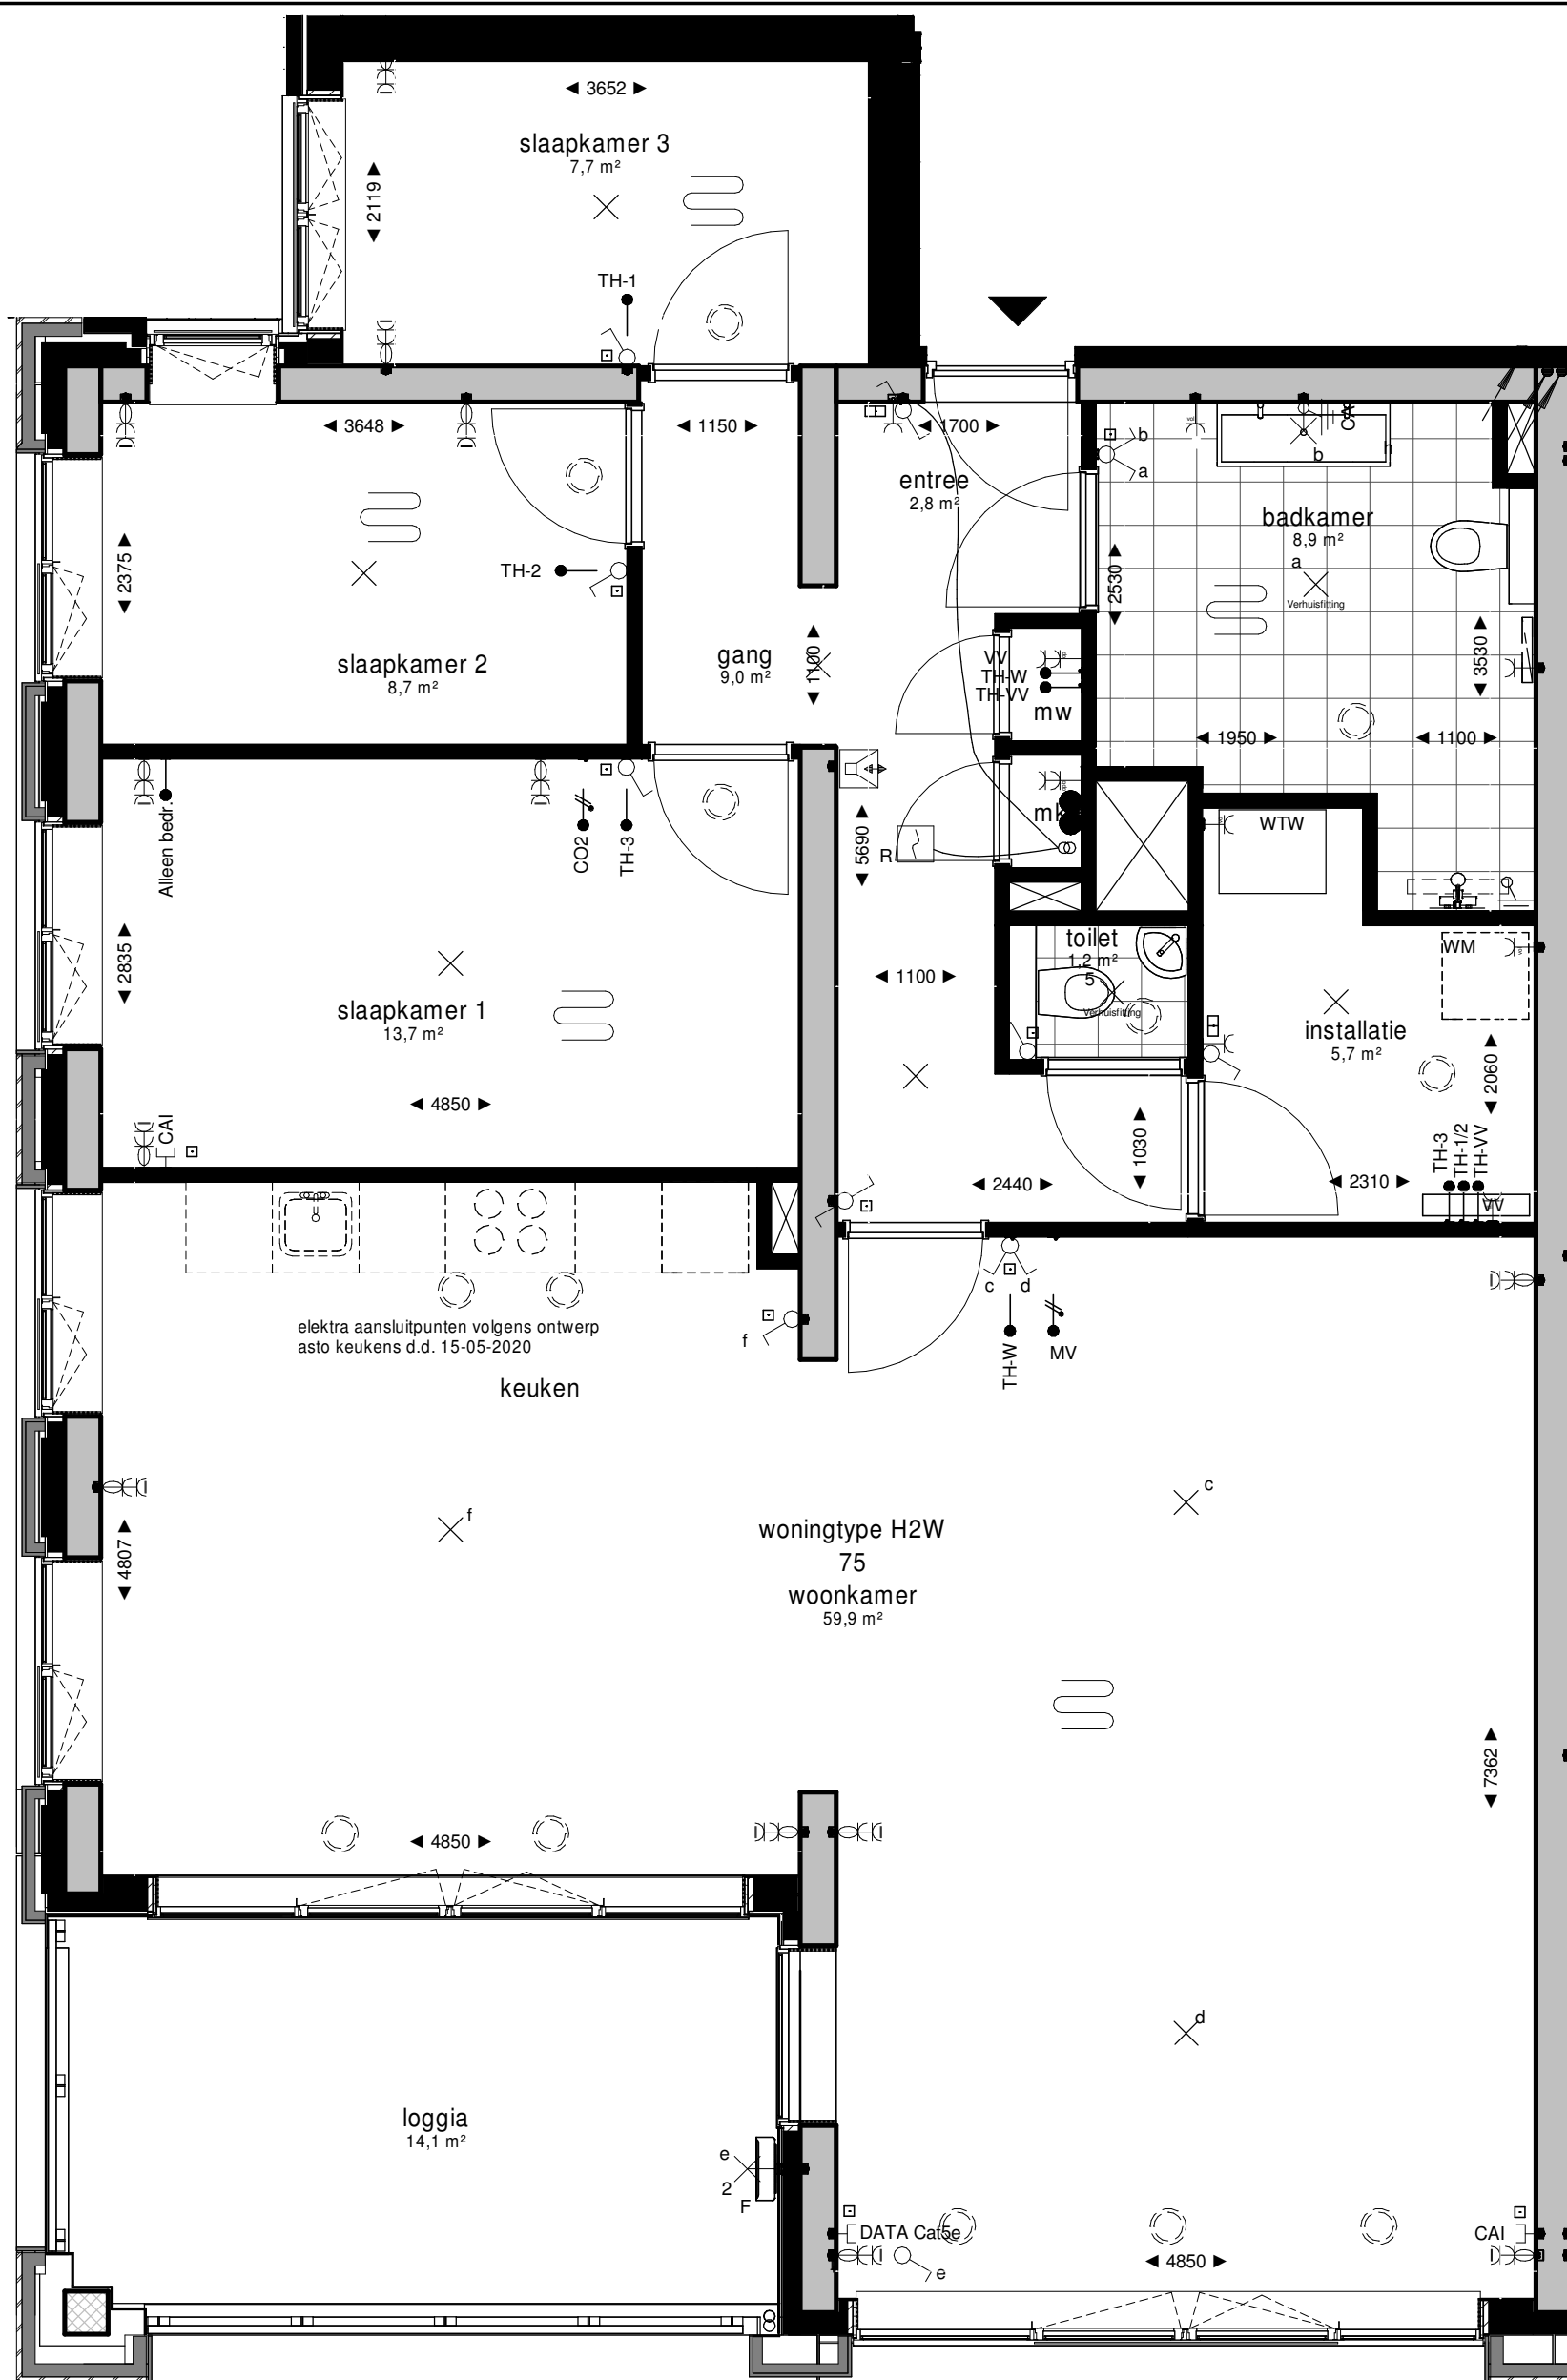 ◄ 3652 ►
slaapkamer 3
7,7 m²
◄ 2119 ►
TH-1
◄ 3648 ►
◄ 1150 ►
◄ 1700 ►
entree
2,8 m²
b
a
b
h
badkamer
8,9 m²
a
Verhuisfitting
◄ 2375 ►
TH-2
◄ 2530 ►
◄ 3530 ►
slaapkamer 2
8,7 m²
gang
9,0 m²
◄ 1100 ►
VV
TH-W
TH-VV
mw
◄ 1950 ►
◄ 1100 ►
Alleen bedr.
CO2
TH-3
◄ 5690 ►
R
mk
WTW
◄ 2835 ►
slaapkamer 1
13,7 m²
◄ 1100 ►
toilet
1,2 m²
5
Verhuisfitting
WM
installatie
5,7 m²
◄ 2060 ►
◄ 4850 ►
CAI
◄ 1030 ►
◄ 2440 ►
◄ 2310 ►
TH-3
TH-1/2
TH-VV
VV
elektra aansluitpunten volgens ontwerp
asto keukens d.d. 15-05-2020
f
c
d
TH-W
MV
keuken
c
f
◄ 4807 ►
woningtype H2W
75
woonkamer
59,9 m²
◄ 7362 ►
◄ 4850 ►
d
loggia
14,1 m²
e
2
F
DATA Cat5e
e
CAI
◄ 4850 ►